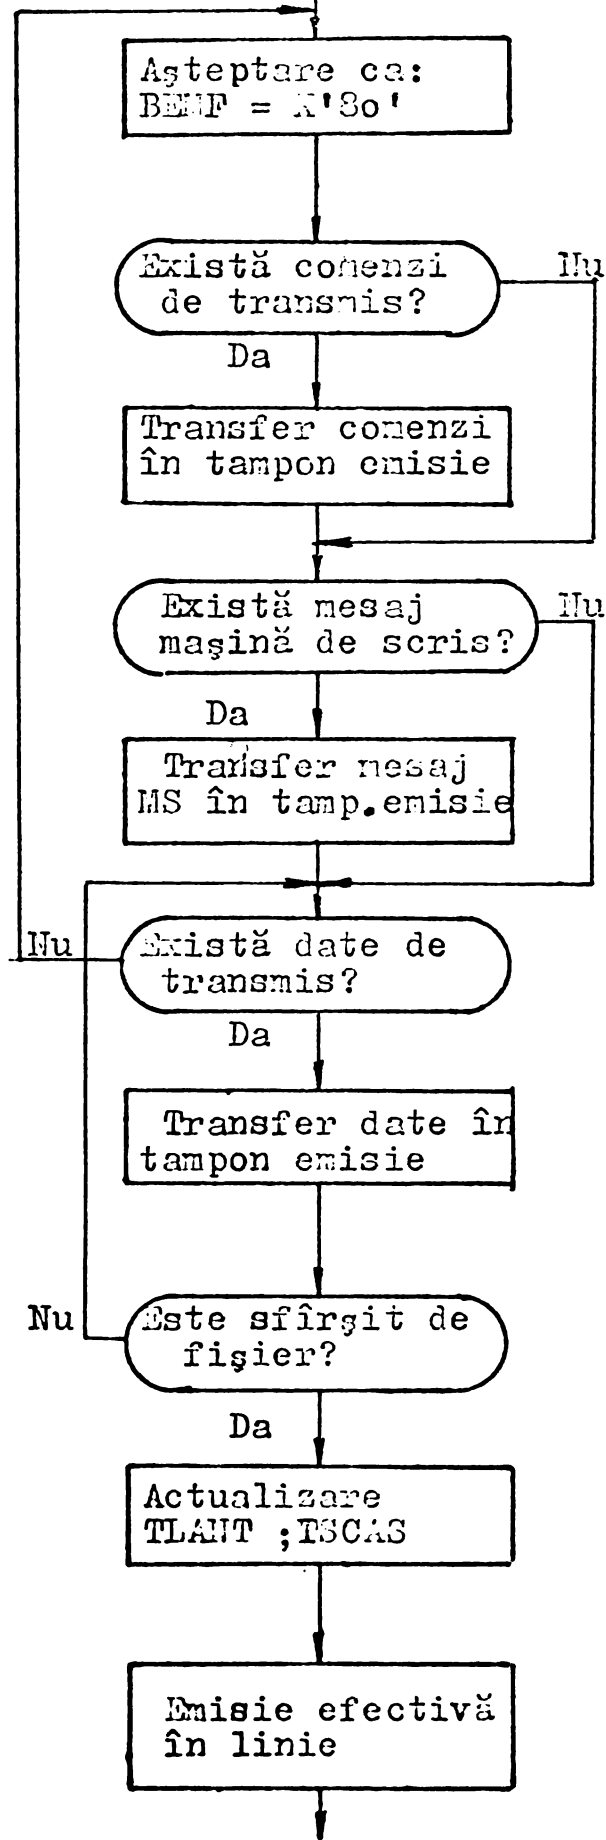 Aşteptare ca:
BEMF = X'80'
Există comenzi
de transmis?
Nu
Da
Transfer comenzi
în tampon emisie
Există mesaj
maşină de scris?
Nu
Da
Transfer mesaj
MS în tamp.emisie
Nu
Există date de
transmis?
Da
Transfer date în
tampon emisie
Nu
Este sfîrşit de
fişier?
Da
Actualizare
TLANT ;TSCAS
Emisie efectivă
în linie